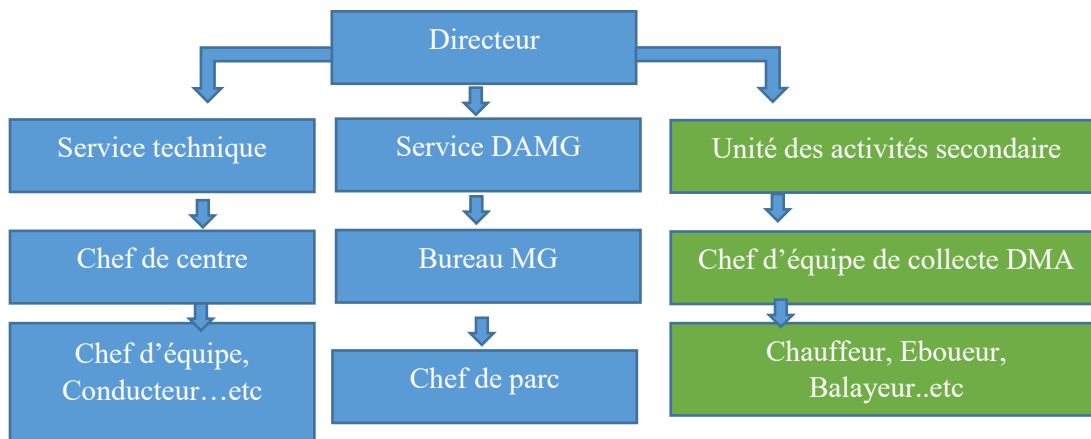 Directeur
Service technique
Service DAMG
Unité des activités secondaire
Chef de centre
Bureau MG
Chef d’équipe de collecte DMA
Chef d’équipe,
Conducteur…etc
Chef de parc
Chauffeur, Eboueur,
Balayeur..etc